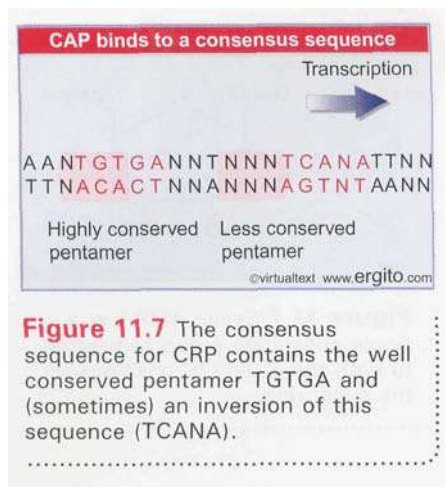 CAP binds to a consensus sequence
Transcription
AANTGTGANNTNNNTCANATTNN
TTNACACTNNANNNAGTNTAANN
Highly conserved
pentamer
Less conserved
pentamer
©virtualtext www.ergito.com
Figure 11.7 The consensus
sequence for CRP contains the well
conserved pentamer TGTGA and
(sometimes) an inversion of this
sequence (TCANA).